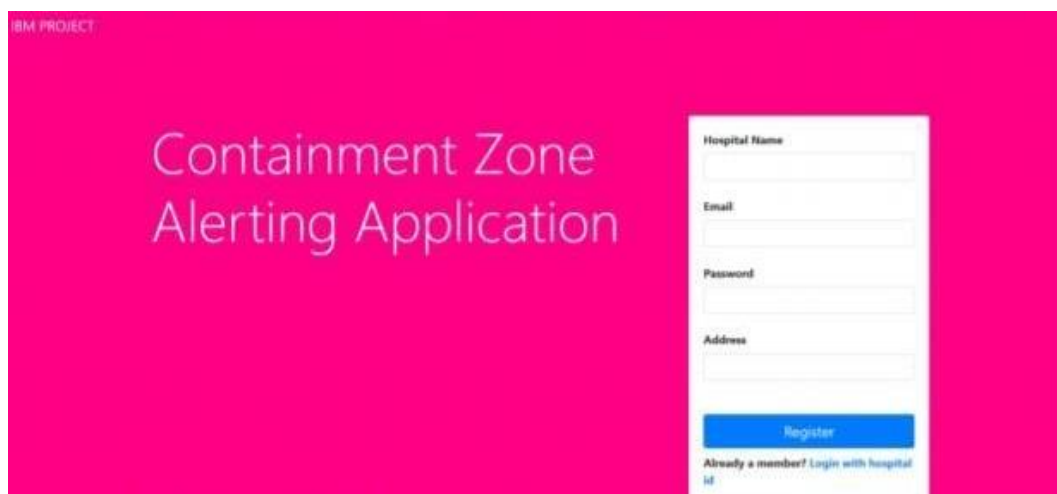 IBM PROJECT
Containment Zone
Alerting Application
Hospital Name
Email
Password
Address
Register
Already a member? Login with hospital
id